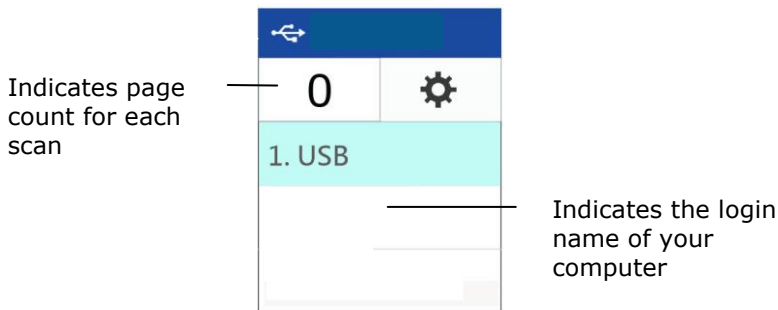 Indicates page
count for each
scan
0
1. USB
Indicates the login
name of your
computer